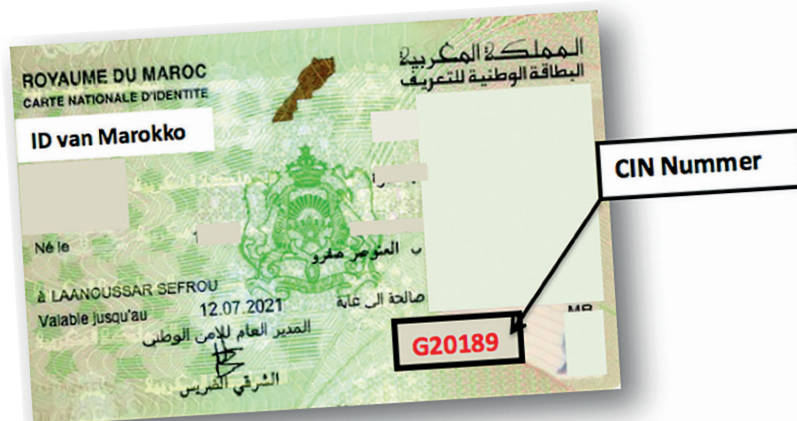 ROYAUME DU MAROC
CARTE NATIONALE D'IDENTITE
المملكة المغربية
البطاقة الوطنية للتعريف
ID van Marokko
CIN Nummer
Né le
ب العنوصر صفرو
à LAANOUSSAR SEFROU
Valable jusqu'au 12.07.2021 صالحة الى غاية
المدير العام للامن الوطني
G20189
الشرقي الضريس